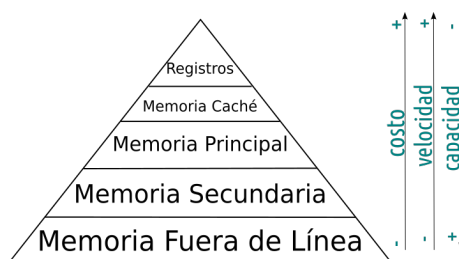 Registros
Memoria Caché
Memoria Principal
Memoria Secundaria
Memoria Fuera de Línea
+ costo -
+ velocidad -
- capacidad +